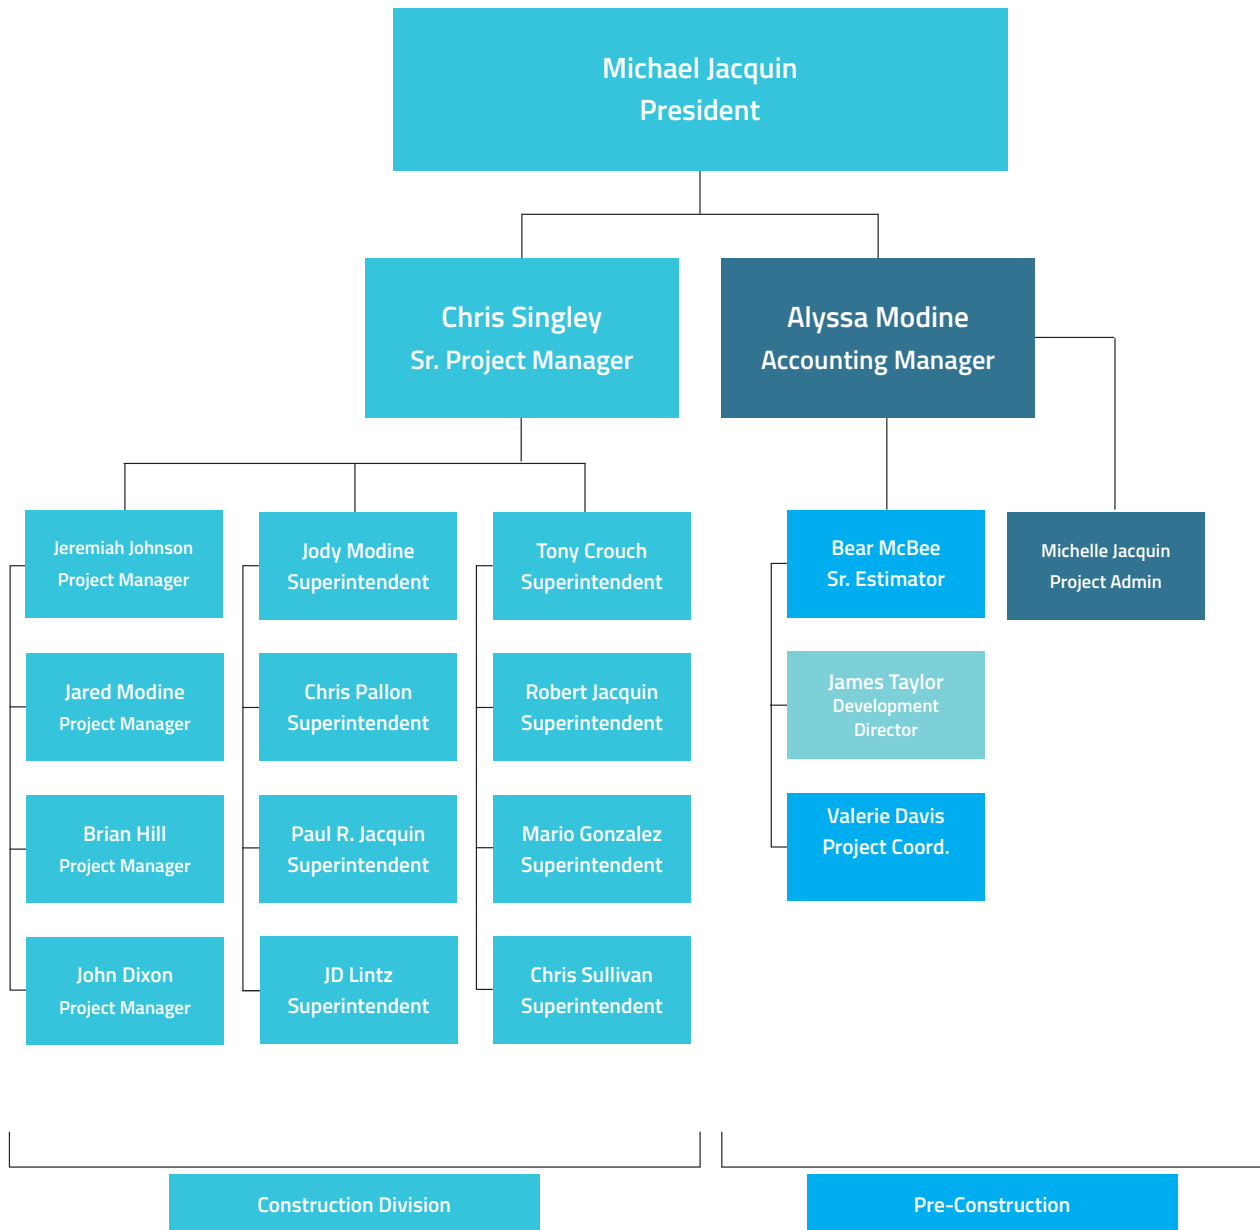 Michael Jacquin
President
Chris Singley
Sr. Project Manager
Alyssa Modine
Accounting Manager
Jeremiah Johnson
Project Manager
Jody Modine
Superintendent
Tony Crouch
Superintendent
Bear McBee
Sr. Estimator
Michelle Jacquin
Project Admin
Jared Modine
Project Manager
Chris Pallon
Superintendent
Robert Jacquin
Superintendent
James Taylor
Development
Director
Brian Hill
Project Manager
Paul R. Jacquin
Superintendent
Mario Gonzalez
Superintendent
Valerie Davis
Project Coord.
John Dixon
Project Manager
JD Lintz
Superintendent
Chris Sullivan
Superintendent
Construction Division
Pre-Construction